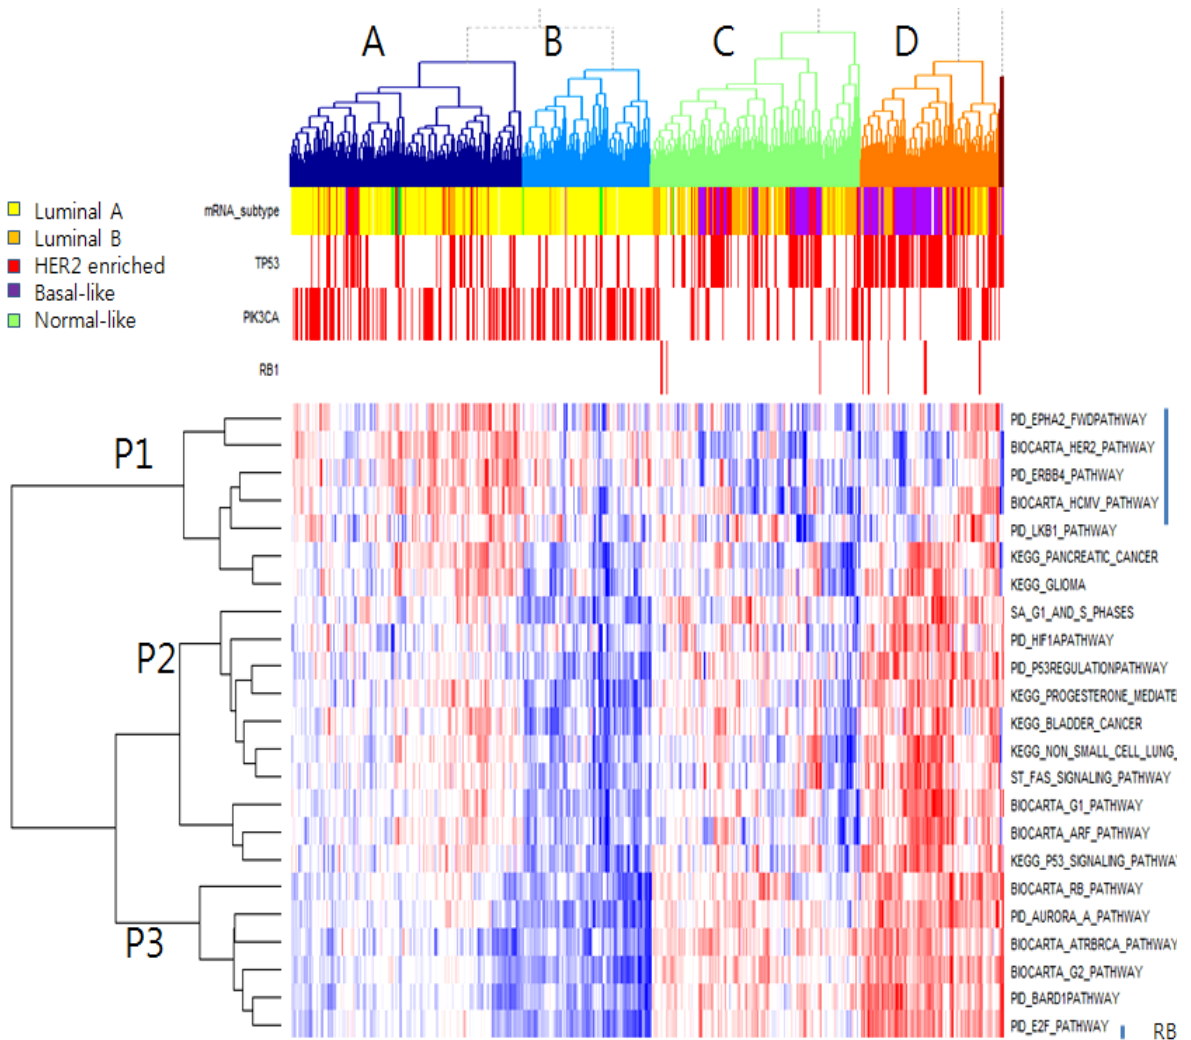 A B C D
mRNA_subtype
Luminal A
Luminal B
HER2 enriched
Basal-like
Normal-like
TP53
PIK3CA
RB1
P1
P2
P3
PID_EPHA2_FWDPATHWAY
BIOCARTA_HER2_PATHWAY
PID_ERBB4_PATHWAY
BIOCARTA_HCMV_PATHWAY
PID_LKB1_PATHWAY
KEGG_PANCREATIC_CANCER
KEGG_GLIOMA
SA_G1_AND_S_PHASES
PID_HIF1APATHWAY
PID_P53REGULATIONPATHWAY
KEGG_PROGESTERONE_MEDIATE
KEGG_BLADDER_CANCER
KEGG_NON_SMALL_CELL_LUNG_
ST_FAS_SIGNALING_PATHWAY
BIOCARTA_G1_PATHWAY
BIOCARTA_ARF_PATHWAY
KEGG_P53_SIGNALING_PATHWAY
BIOCARTA_RB_PATHWAY
PID_AURORA_A_PATHWAY
BIOCARTA_ATRBRCA_PATHWAY
BIOCARTA_G2_PATHWAY
PID_BARD1PATHWAY
PID_E2F_PATHWAY
RB